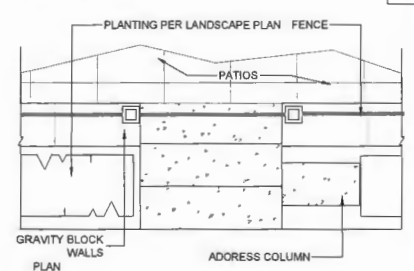 PLANTING PER LANDSCAPE PLAN FENCE
PATIOS
GRAVITY BLOCK
WALLS
ADDRESS COLUMN
PLAN